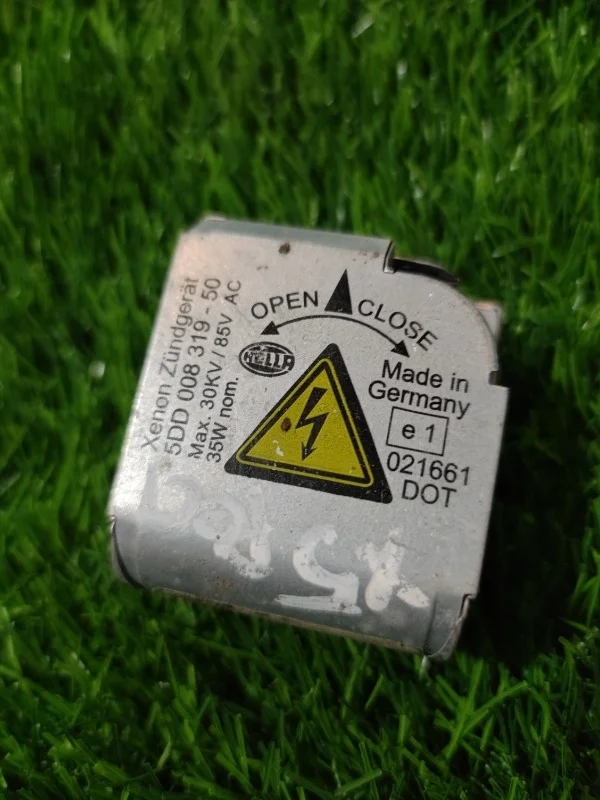 Xenon Zündgerät
5DD 008 319 - 50
Max. 30KV / 85V AC
35W nom.
OPEN CLOSE
HELLA
Made in
Germany
e 1
021661
DOT